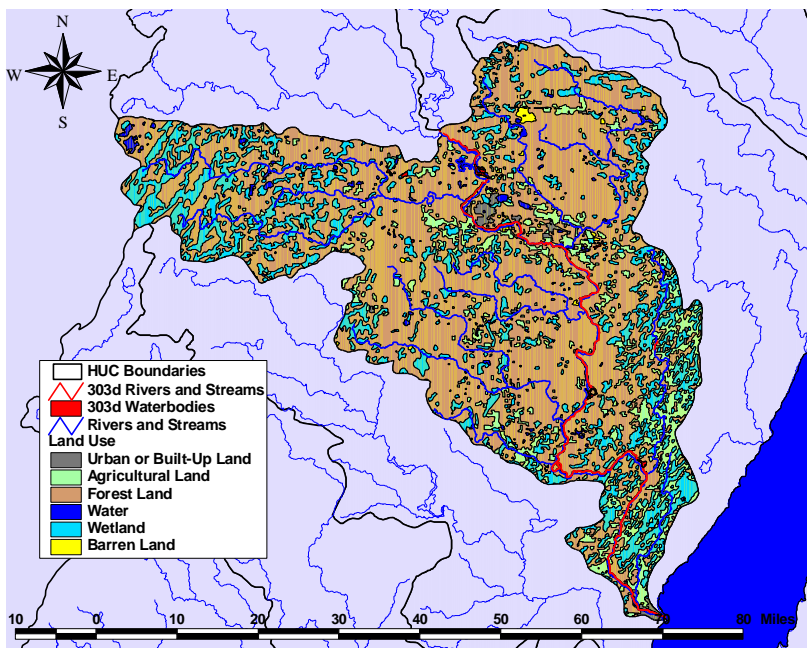 N
W E
S
HUC Boundaries
303d Rivers and Streams
303d Waterbodies
Rivers and Streams
Land Use
Urban or Built-Up Land
Agricultural Land
Forest Land
Water
Wetland
Barren Land
10 0 10 20 30 40 50 60 70 80 Miles